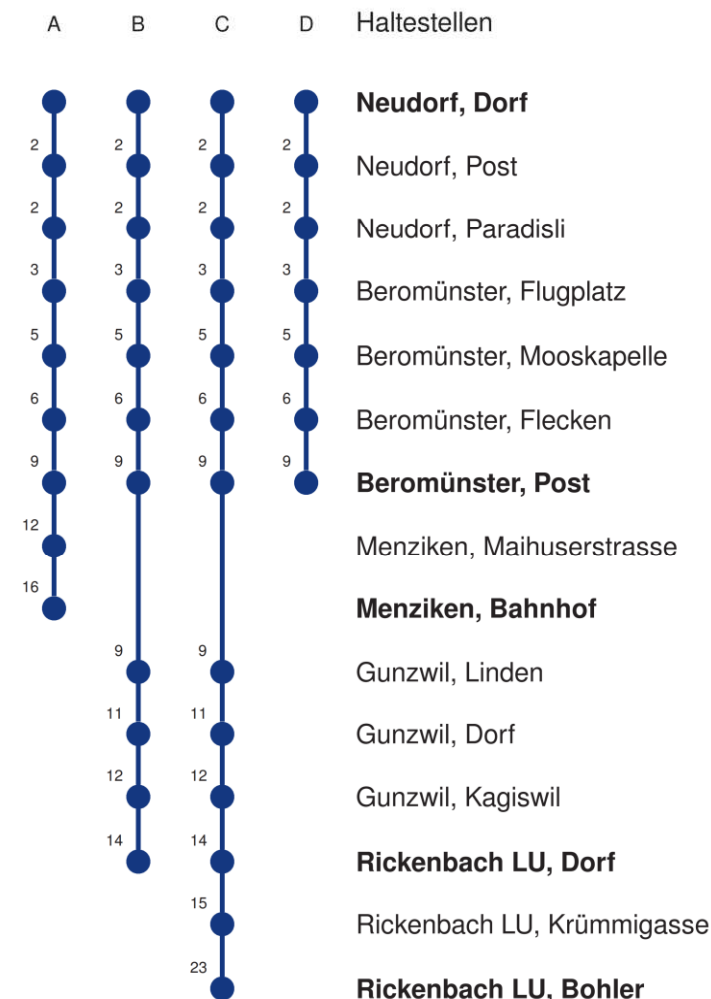 A B C D Haltestellen
Neudorf, Dorf
2 2 2 2 Neudorf, Post
2 2 2 2 Neudorf, Paradisli
3 3 3 3 Beromünster, Flugplatz
5 5 5 5 Beromünster, Mooskapelle
6 6 6 6 Beromünster, Flecken
9 9 9 9 Beromünster, Post
12 Menziken, Maihuserstrasse
16 Menziken, Bahnhof
9 9 Gunzwil, Linden
11 11 Gunzwil, Dorf
12 12 Gunzwil, Kagiswil
14 14 Rickenbach LU, Dorf
15 Rickenbach LU, Krümmigasse
23 Rickenbach LU, Bohler